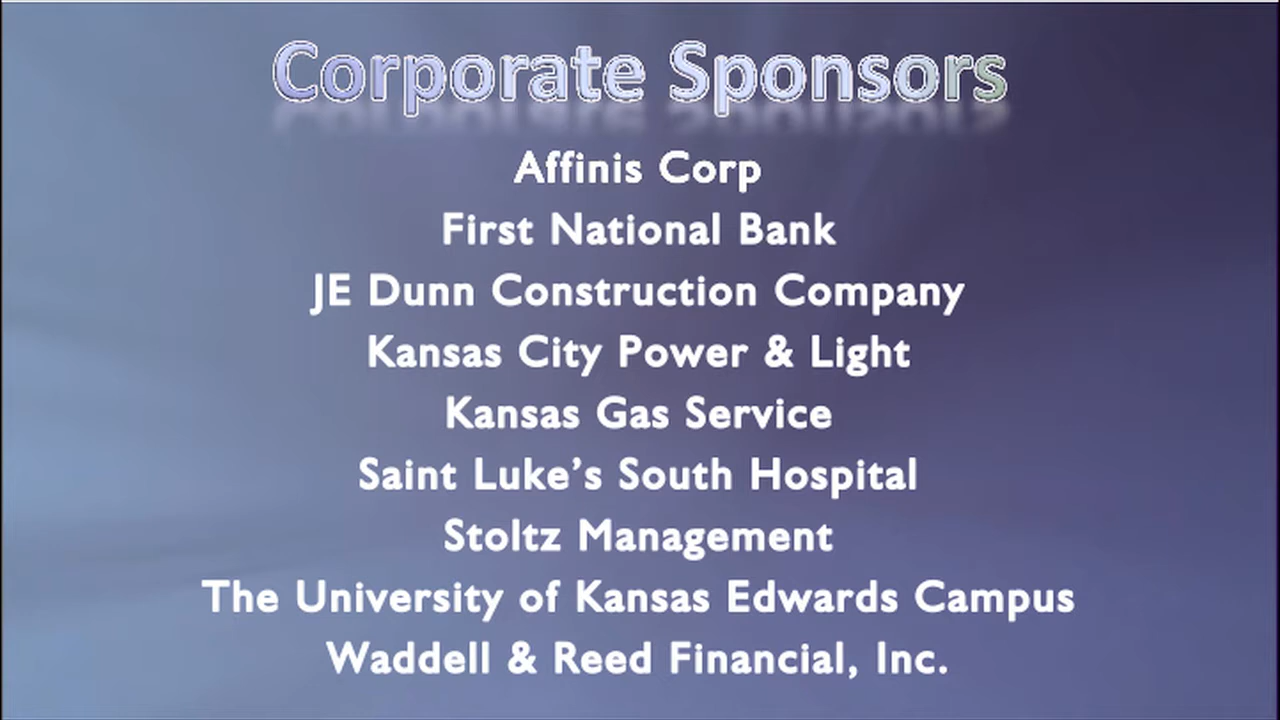 Corporate Sponsors
Affinis Corp
First National Bank
JE Dunn Construction Company
Kansas City Power & Light
Kansas Gas Service
Saint Luke’s South Hospital
Stoltz Management
The University of Kansas Edwards Campus
Waddell & Reed Financial, Inc.